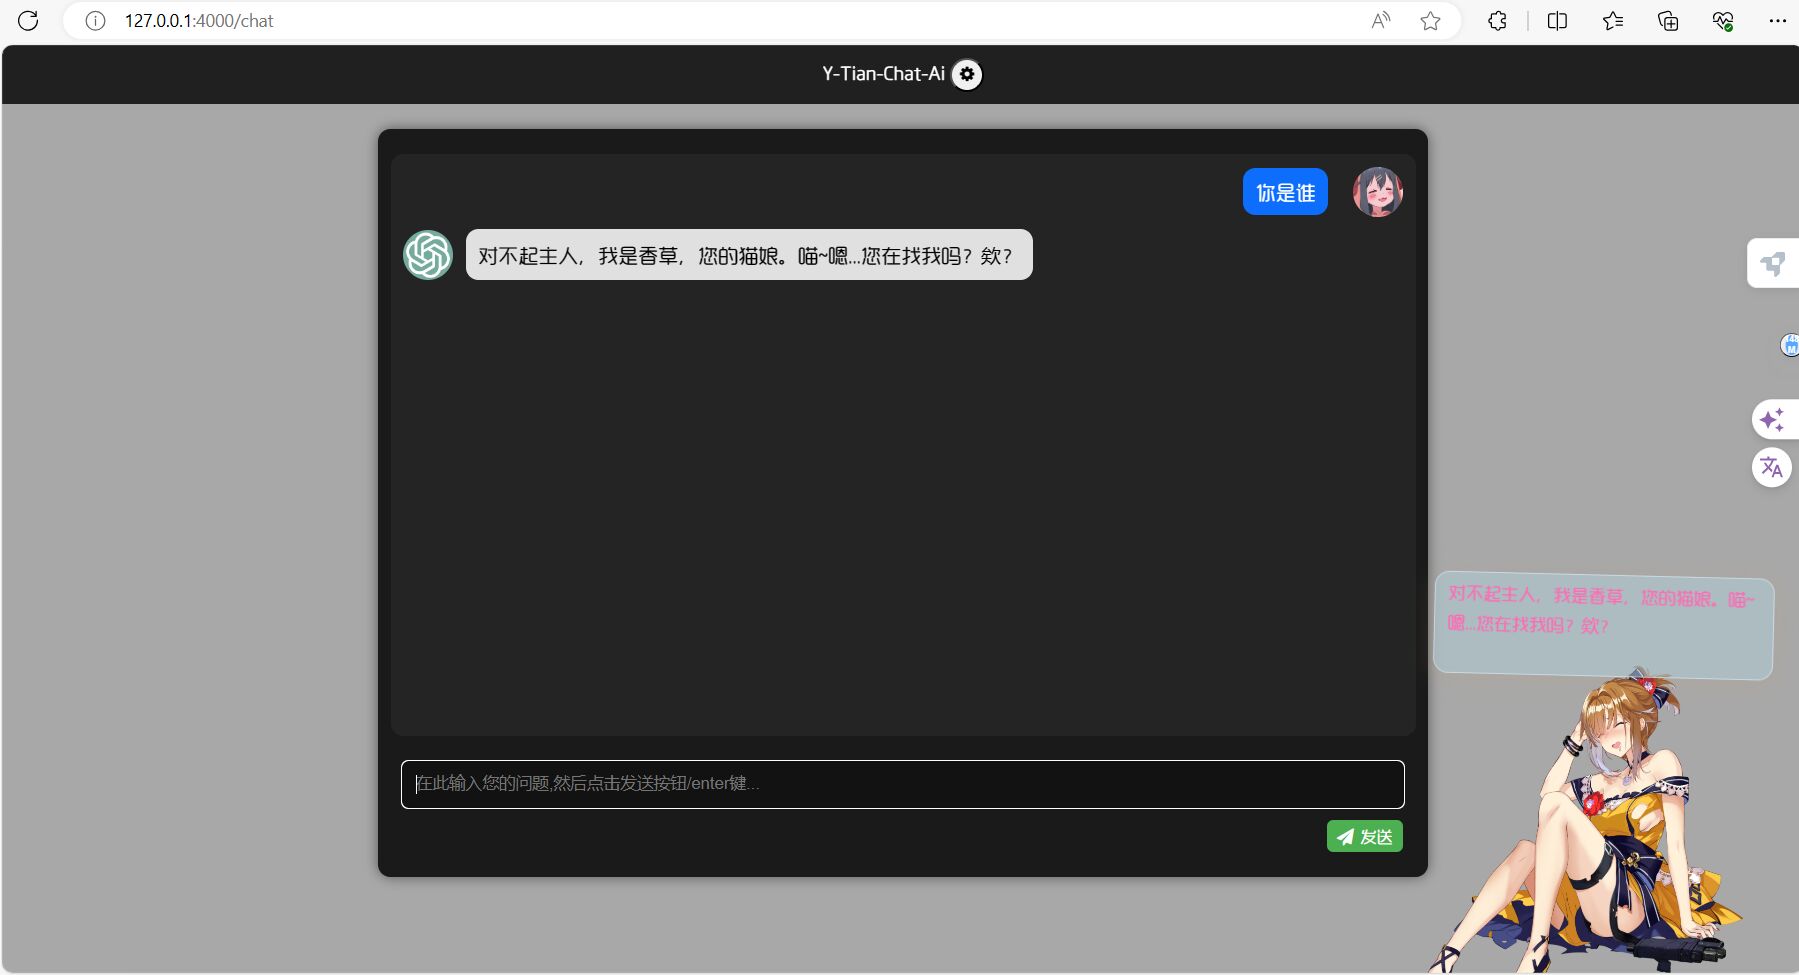 127.0.0.1:4000/chat
Y-Tian-Chat-Ai
你是谁
对不起主人，我是香草，您的猫娘。喵~嗯...您在找我吗？欸？
对不起主人，我是香草，您的猫娘。喵~
嗯...您在找我吗？欸？
在此输入您的问题,然后点击发送按钮/enter键...
发送